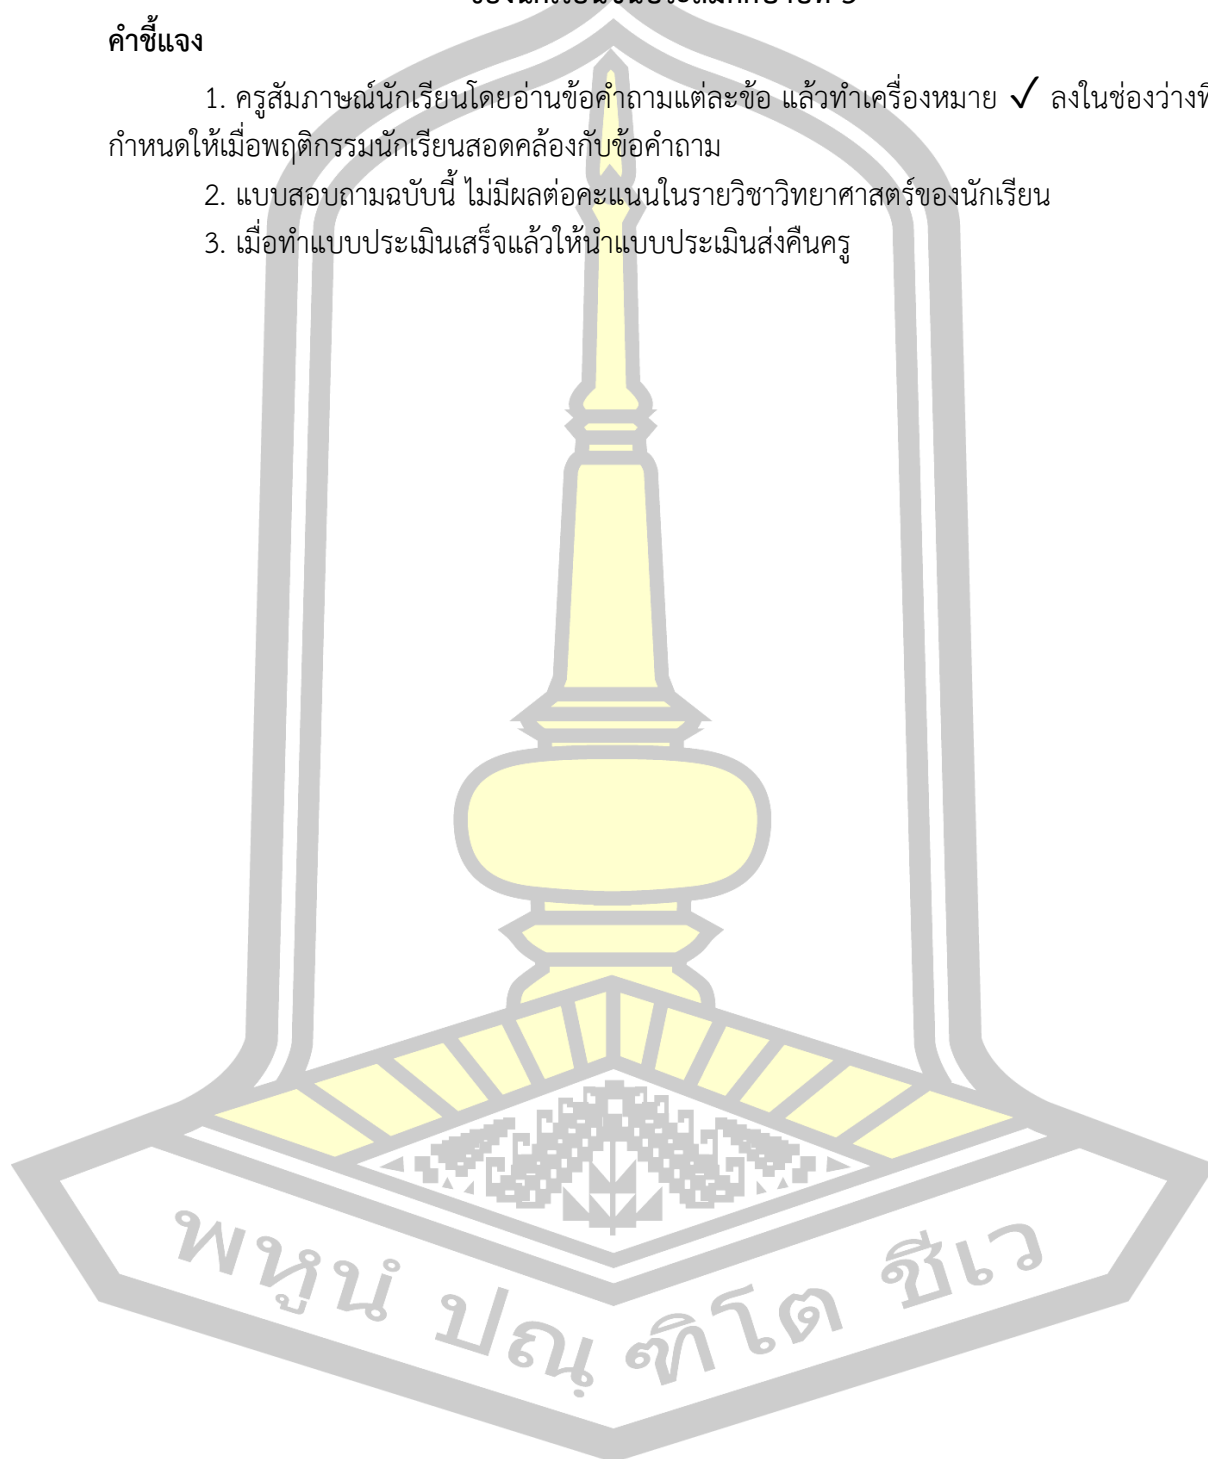 คำชี้แจง
1. ครูสัมภาษณ์นักเรียนโดยอ่านข้อคำถามแต่ละข้อ แล้วทำเครื่องหมาย ✓ ลงในช่องว่างที่
กำหนดให้เมื่อพฤติกรรมนักเรียนสอดคล้องกับข้อคำถาม
2. แบบสอบถามฉบับนี้ ไม่มีผลต่อคะแนนในรายวิชาวิทยาศาสตร์ของนักเรียน
3. เมื่อทำแบบประเมินเสร็จแล้วให้นำแบบประเมินส่งคืนครู
พหูนํ ปณฺฑิโต ชีเว